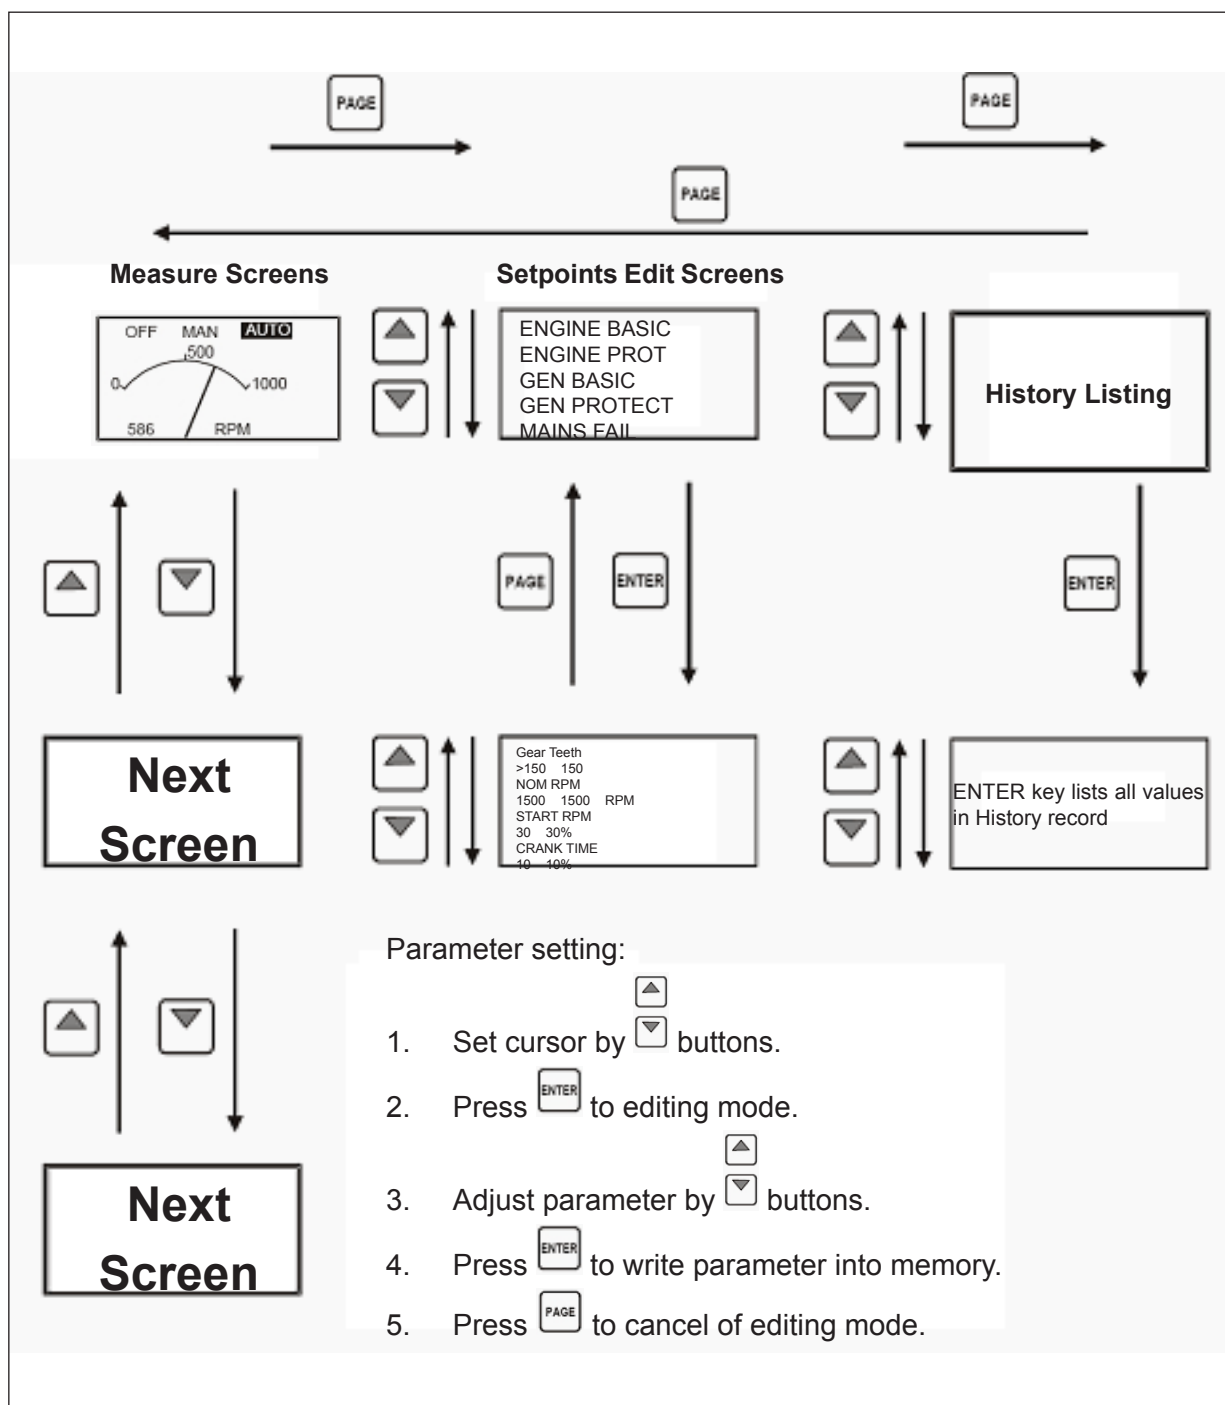 PAGE
PAGE
PAGE
Measure Screens
Setpoints Edit Screens
OFF MAN AUTO
500
0 1000
586 RPM
ENGINE BASIC
ENGINE PROT
GEN BASIC
GEN PROTECT
MAINS FAIL
History Listing
PAGE
ENTER
ENTER
Next
Screen
Gear Teeth
>150 150
NOM RPM
1500 1500 RPM
START RPM
30 30%
CRANK TIME
10 10%
ENTER key lists all values
in History record
Parameter setting:
1. Set cursor by buttons.
2. Press ENTER to editing mode.
3. Adjust parameter by buttons.
4. Press ENTER to write parameter into memory.
5. Press PAGE to cancel of editing mode.
Next
Screen